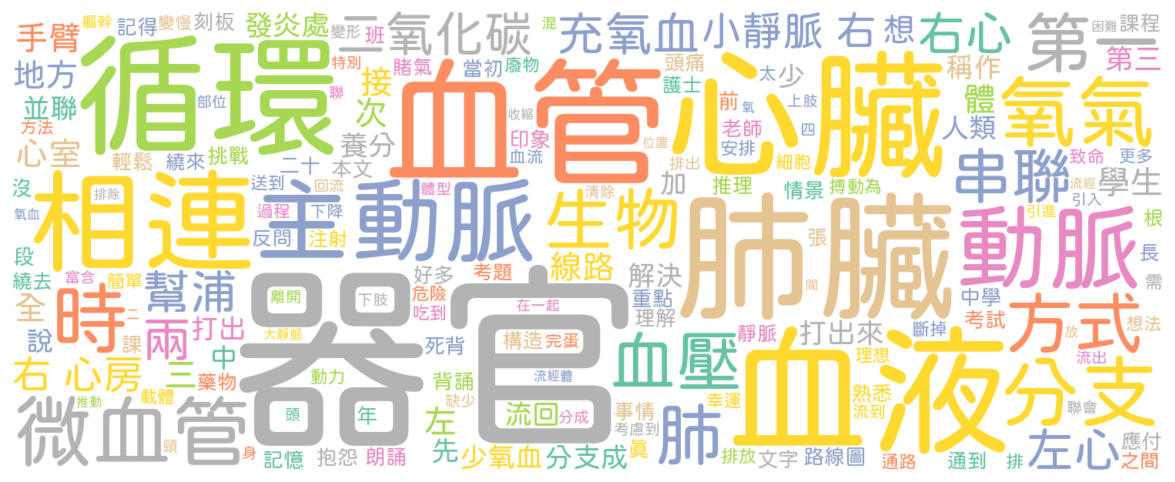 軀幹 記得 變慢 刻板 發炎處 變形 二氧化碳 混 充氧血 小靜脈 右 想 右心 第一 困難 課程
手臂 循環 班 特別 賭氣 當初 廢物 頭痛 太 少 稱作 第三
地方 部位 聯 接 血管 收縮 護士 心臟 上肢 體 氧氣
並聯 次 前 氧 人類
方法 養分 印象 老師 四
心室 輕鬆 繞來 挑戰 二十 本文 血流 位置 安排 串聯 致命 更多
沒 相連 排除 送到 回流 主動脈 體型 生物 清除 排出 加 推理 細胞 情景 搏動為 流經 學生
氧血 過程 下降 肺臟 張 動脈 引入 引進 根
段 反問 注射 線路 長
繞去 富含 簡單 幫浦 好多 考題 解決 間 中學 需
全 時 二 離開 下肢 危險 在一起 重點 考試 方式 想法
說 課 兩 打出 器官 吃到 理解 打出來 斷掉 放
大靜脈 死背 構造 完蛋 血壓 靜脈 理想 流出
右 心房 三 中 藥物 動力 背誦 流經體 血液 熟悉 分支
推動 載體 缺少 幸運 流到
微血管 頭 年 左 流回 分成 事情 肺 聯會
頸 先 考慮到 左心 應付
身 記憶 抱怨 朗誦 少氧血 分支成 眞 排放 文字 路線圖 通路 通到 排 之間